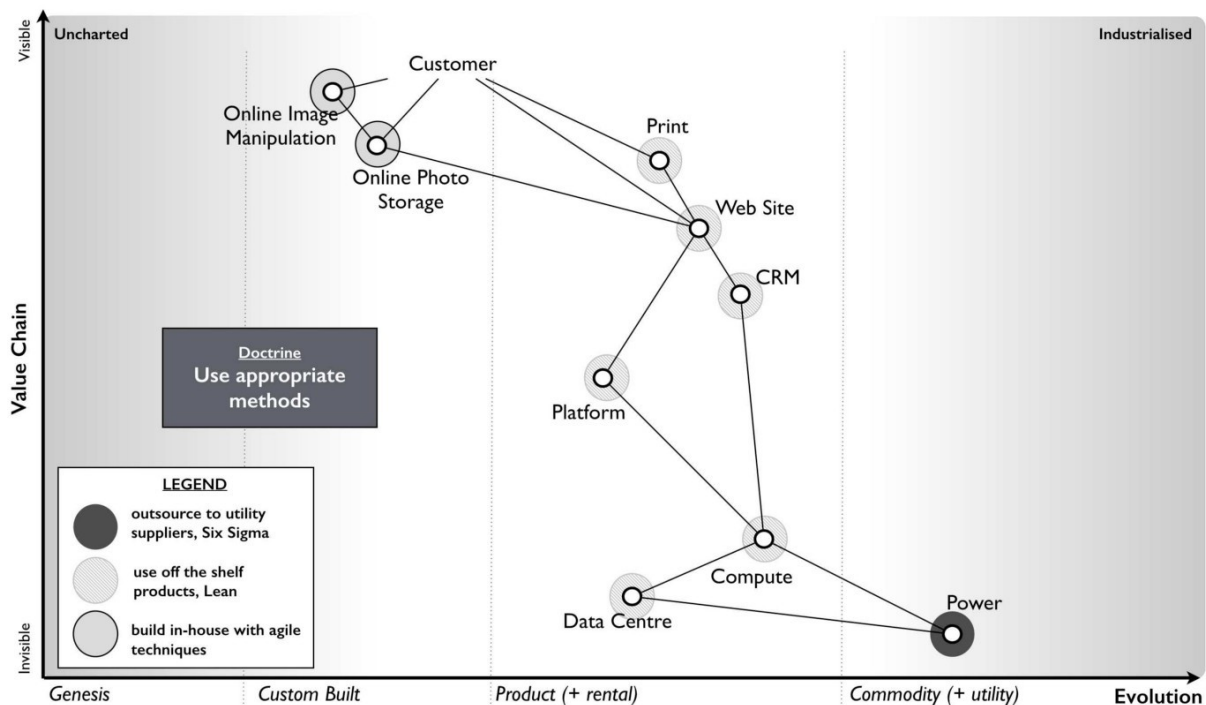 Visible
Uncharted
Industrialised
Customer
Online Image
Manipulation
Print
Online Photo
Storage
Web Site
CRM
Value Chain
Doctrine
Use appropriate
methods
Platform
LEGEND
outsource to utility
suppliers, Six Sigma
use off the shelf
products, Lean
build in-house with agile
techniques
Compute
Data Centre
Power
Invisible
Genesis
Custom Built
Product (+ rental)
Commodity (+ utility)
Evolution